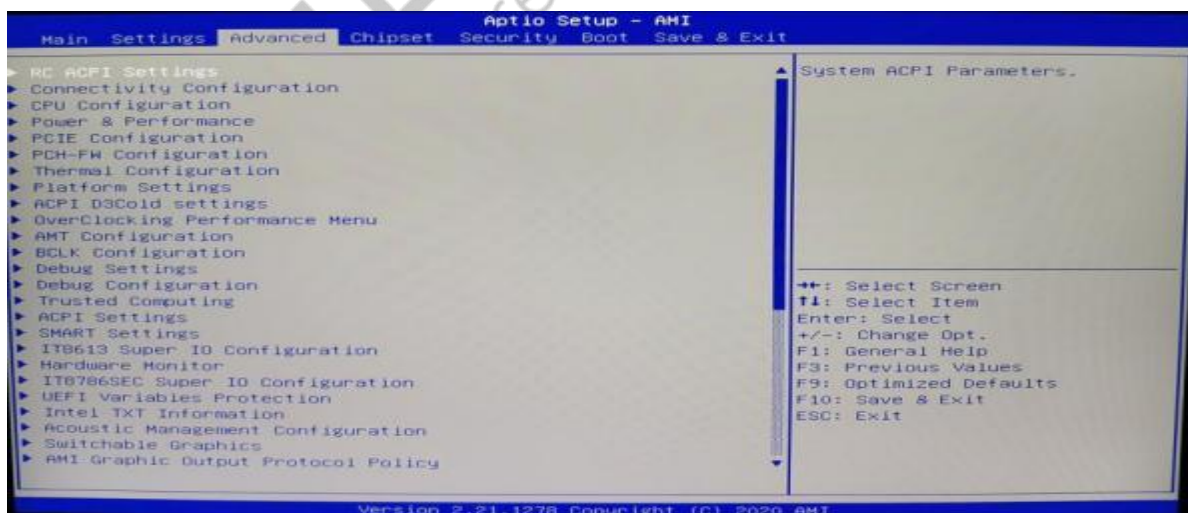 Aptio Setup - AMI
Main Settings Advanced Chipset Security Boot Save & Exit
RC ACPI Settings
Connectivity Configuration
CPU Configuration
Power & Performance
PCIE Configuration
PCH-FW Configuration
Thermal Configuration
Platform Settings
ACPI D3Cold settings
OverClocking Performance Menu
AMT Configuration
BCLK Configuration
Debug Settings
Debug Configuration
Trusted Computing
ACPI Settings
SMART Settings
IT8613 Super IO Configuration
Hardware Monitor
IT8786SEC Super IO Configuration
UEFI Variables Protection
Intel TXT Information
Acoustic Management Configuration
Switchable Graphics
AMI Graphic Output Protocol Policy
System ACPI Parameters.
→←: Select Screen
↑↓: Select Item
Enter: Select
+/-: Change Opt.
F1: General Help
F3: Previous Values
F9: Optimized Defaults
F10: Save & Exit
ESC: Exit
Version 2.21.1278 Copyright (C) 2020 AMI